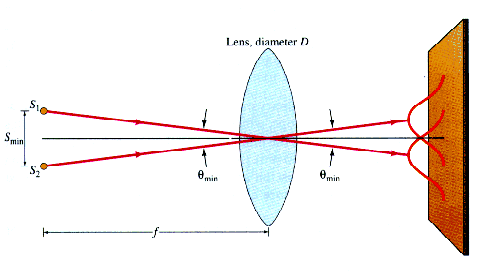 Lens, diameter D
S1
Smin
S2
θmin
θmin
f